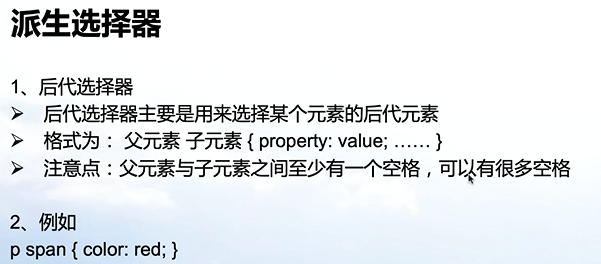 派生选择器
1、后代选择器
➢ 后代选择器主要是用来选择某个元素的后代元素
➢ 格式为： 父元素 子元素 { property: value; …… }
➢ 注意点：父元素与子元素之间至少有一个空格，可以有很多空格
2、例如
p span { color: red; }